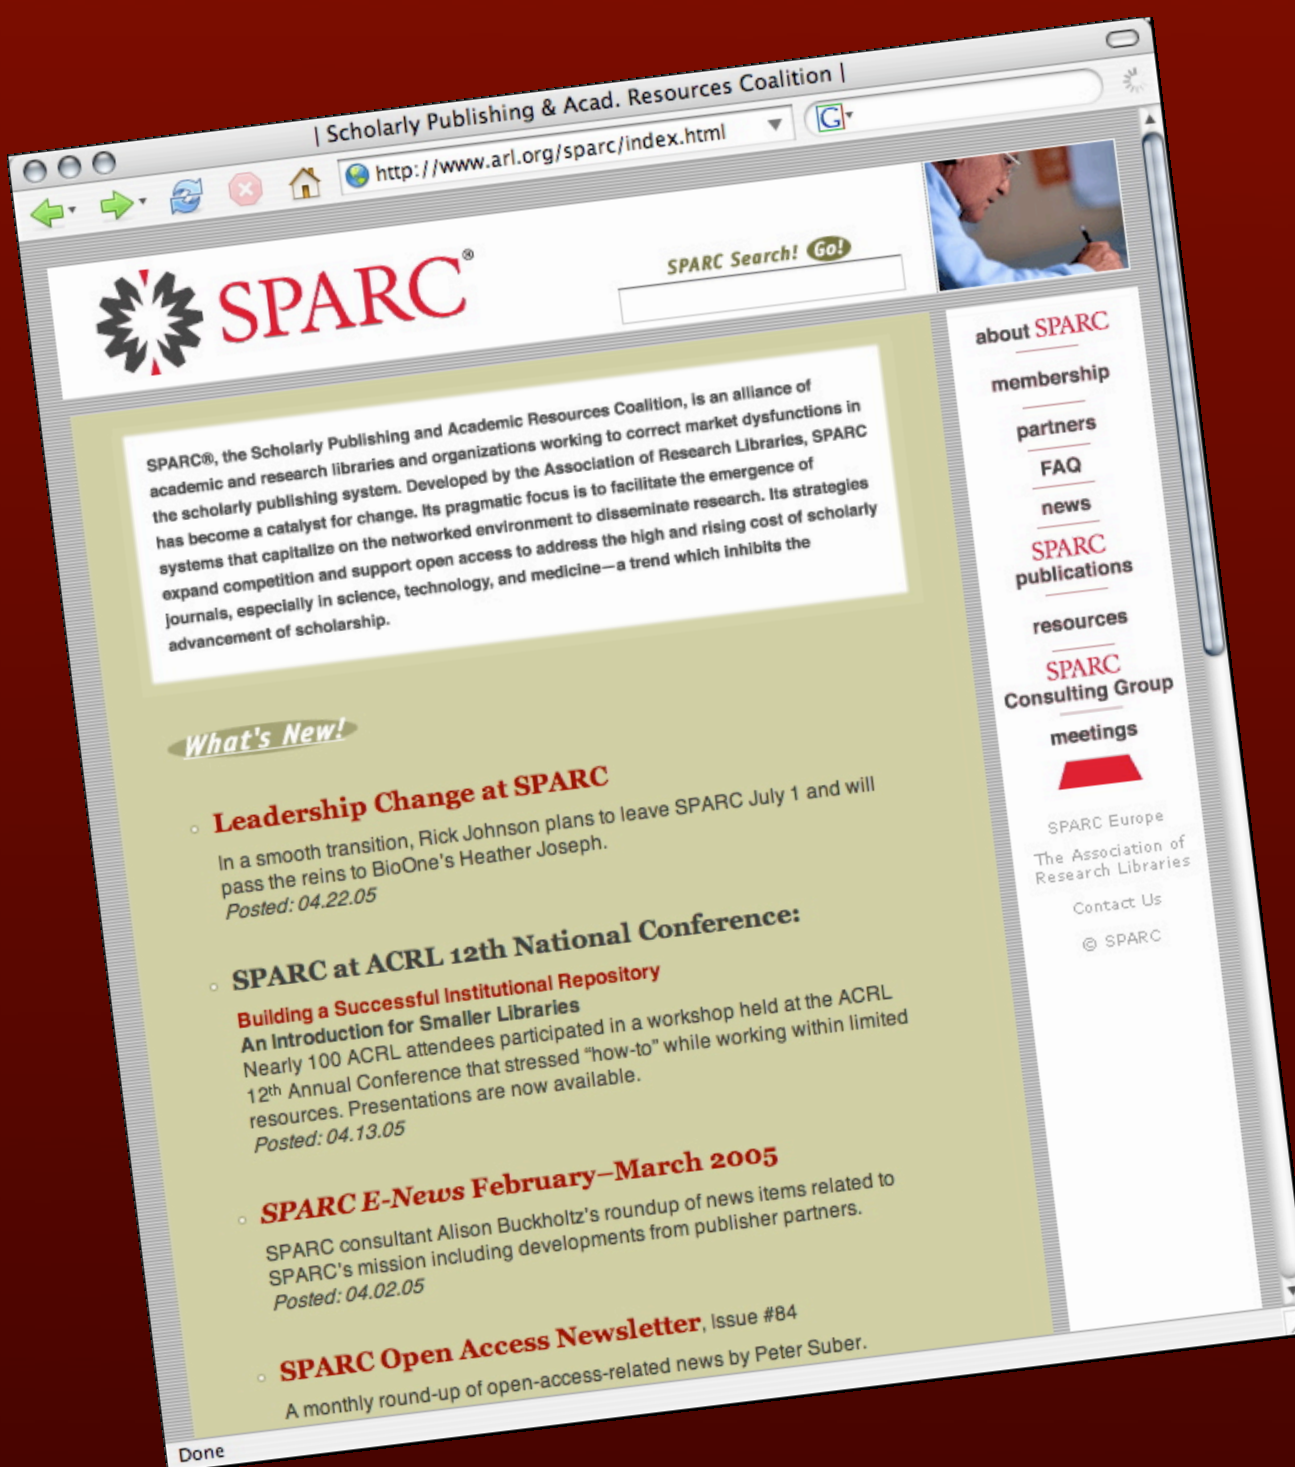 | Scholarly Publishing & Acad. Resources Coalition |
http://www.arl.org/sparc/index.html
G
SPARC®
SPARC Search! Go!
SPARC®, the Scholarly Publishing and Academic Resources Coalition, is an alliance of
academic and research libraries and organizations working to correct market dysfunctions in
the scholarly publishing system. Developed by the Association of Research Libraries, SPARC
has become a catalyst for change. Its pragmatic focus is to facilitate the emergence of
systems that capitalize on the networked environment to disseminate research. Its strategies
expand competition and support open access to address the high and rising cost of scholarly
journals, especially in science, technology, and medicine—a trend which inhibits the
advancement of scholarship.
What's New!
Leadership Change at SPARC
In a smooth transition, Rick Johnson plans to leave SPARC July 1 and will
pass the reins to BioOne's Heather Joseph.
Posted: 04.22.05
SPARC at ACRL 12th National Conference:
Building a Successful Institutional Repository
An Introduction for Smaller Libraries
Nearly 100 ACRL attendees participated in a workshop held at the ACRL
12th Annual Conference that stressed “how-to” while working within limited
resources. Presentations are now available.
Posted: 04.13.05
SPARC E-News February–March 2005
SPARC consultant Alison Buckholtz's roundup of news items related to
SPARC's mission including developments from publisher partners.
Posted: 04.02.05
SPARC Open Access Newsletter, Issue #84
A monthly round-up of open-access-related news by Peter Suber.
about SPARC
membership
partners
FAQ
news
SPARC
publications
resources
SPARC
Consulting Group
meetings
SPARC Europe
The Association of
Research Libraries
Contact Us
© SPARC
Done